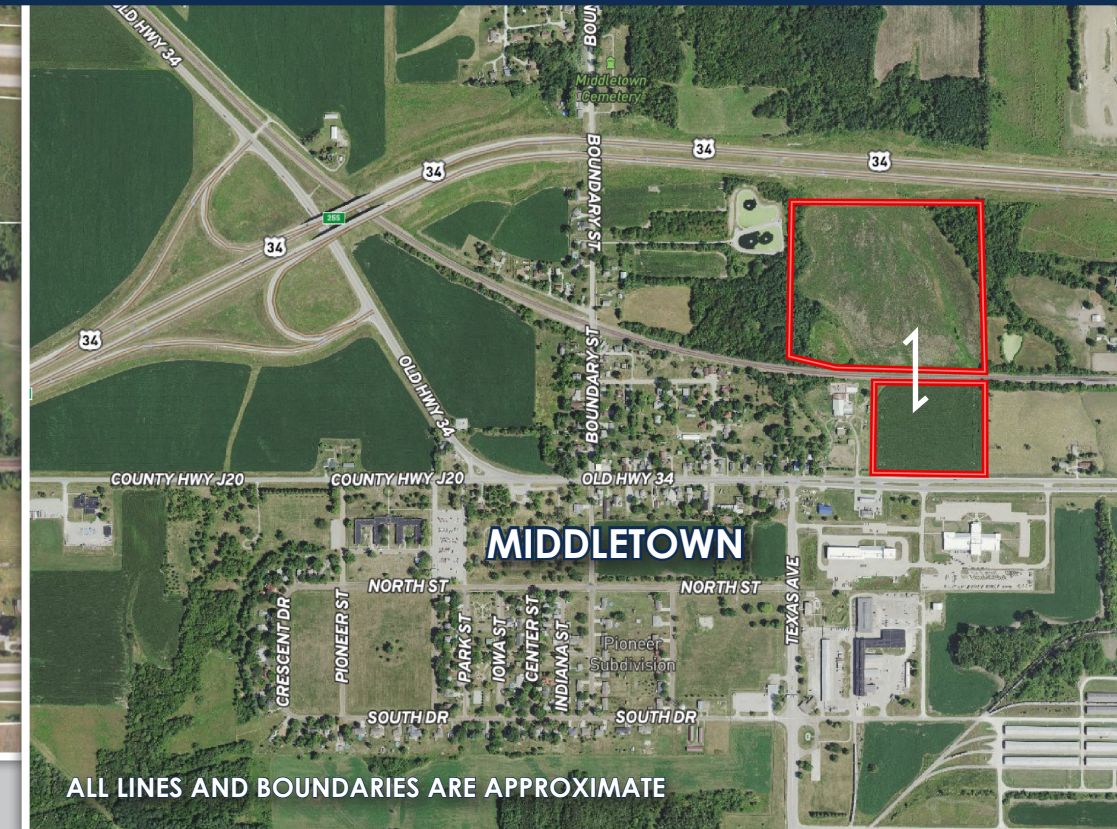 OLD HWY 34
BOUN
Middletown
Cemetery
34
34
34
BOUNDARY ST
265
34
34
OLD HWY 34
BOUNDARY ST
COUNTY HWY J20
COUNTY HWY J20
OLD HWY 34
MIDDLETOWN
NORTH ST
NORTH ST
TEXAS AVE
CRESCENT DR
PIONEER ST
PARK ST
IOWA ST
CENTER ST
INDIANA ST
Pioneer
Subdivision
SOUTH DR
SOUTH DR
ALL LINES AND BOUNDARIES ARE APPROXIMATE